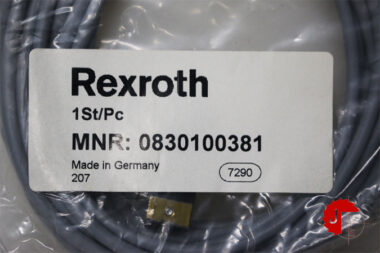 Rexroth
1St/Pc
MNR: 0830100381
Made in Germany
207
7290